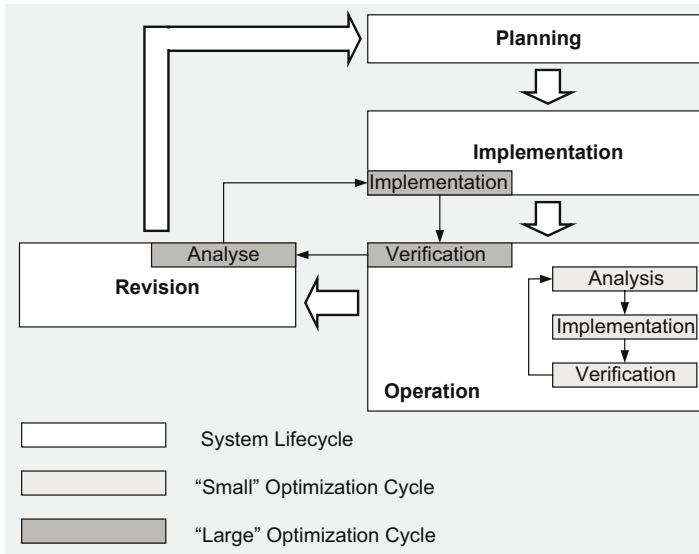 Planning
Implementation
Implementation
Analyse
Verification
Revision
Analysis
Implementation
Verification
Operation
System Lifecycle
“Small” Optimization Cycle
“Large” Optimization Cycle